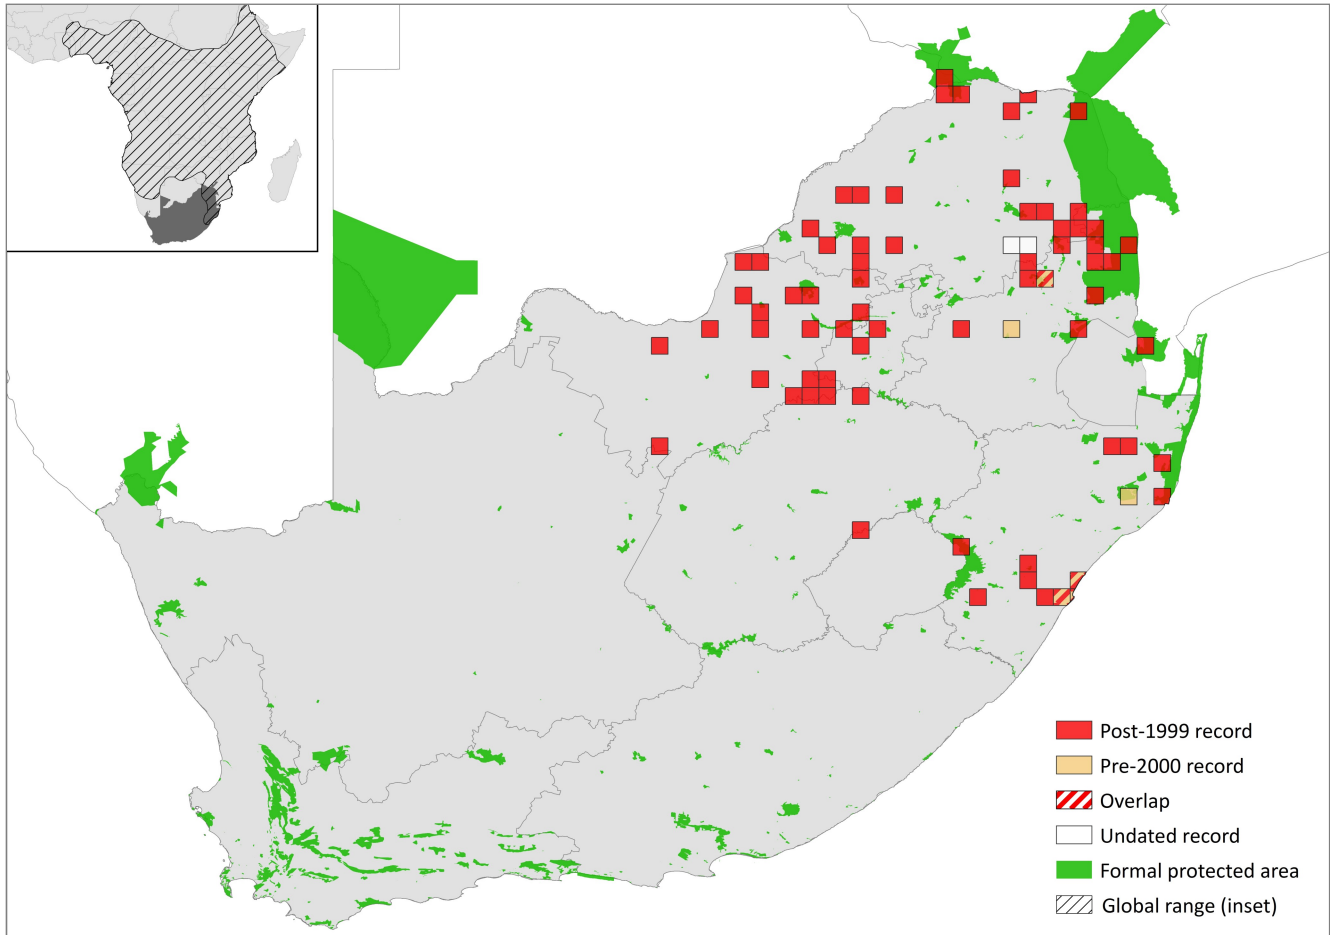 Post-1999 record
Pre-2000 record
Overlap
Undated record
Formal protected area
Global range (inset)